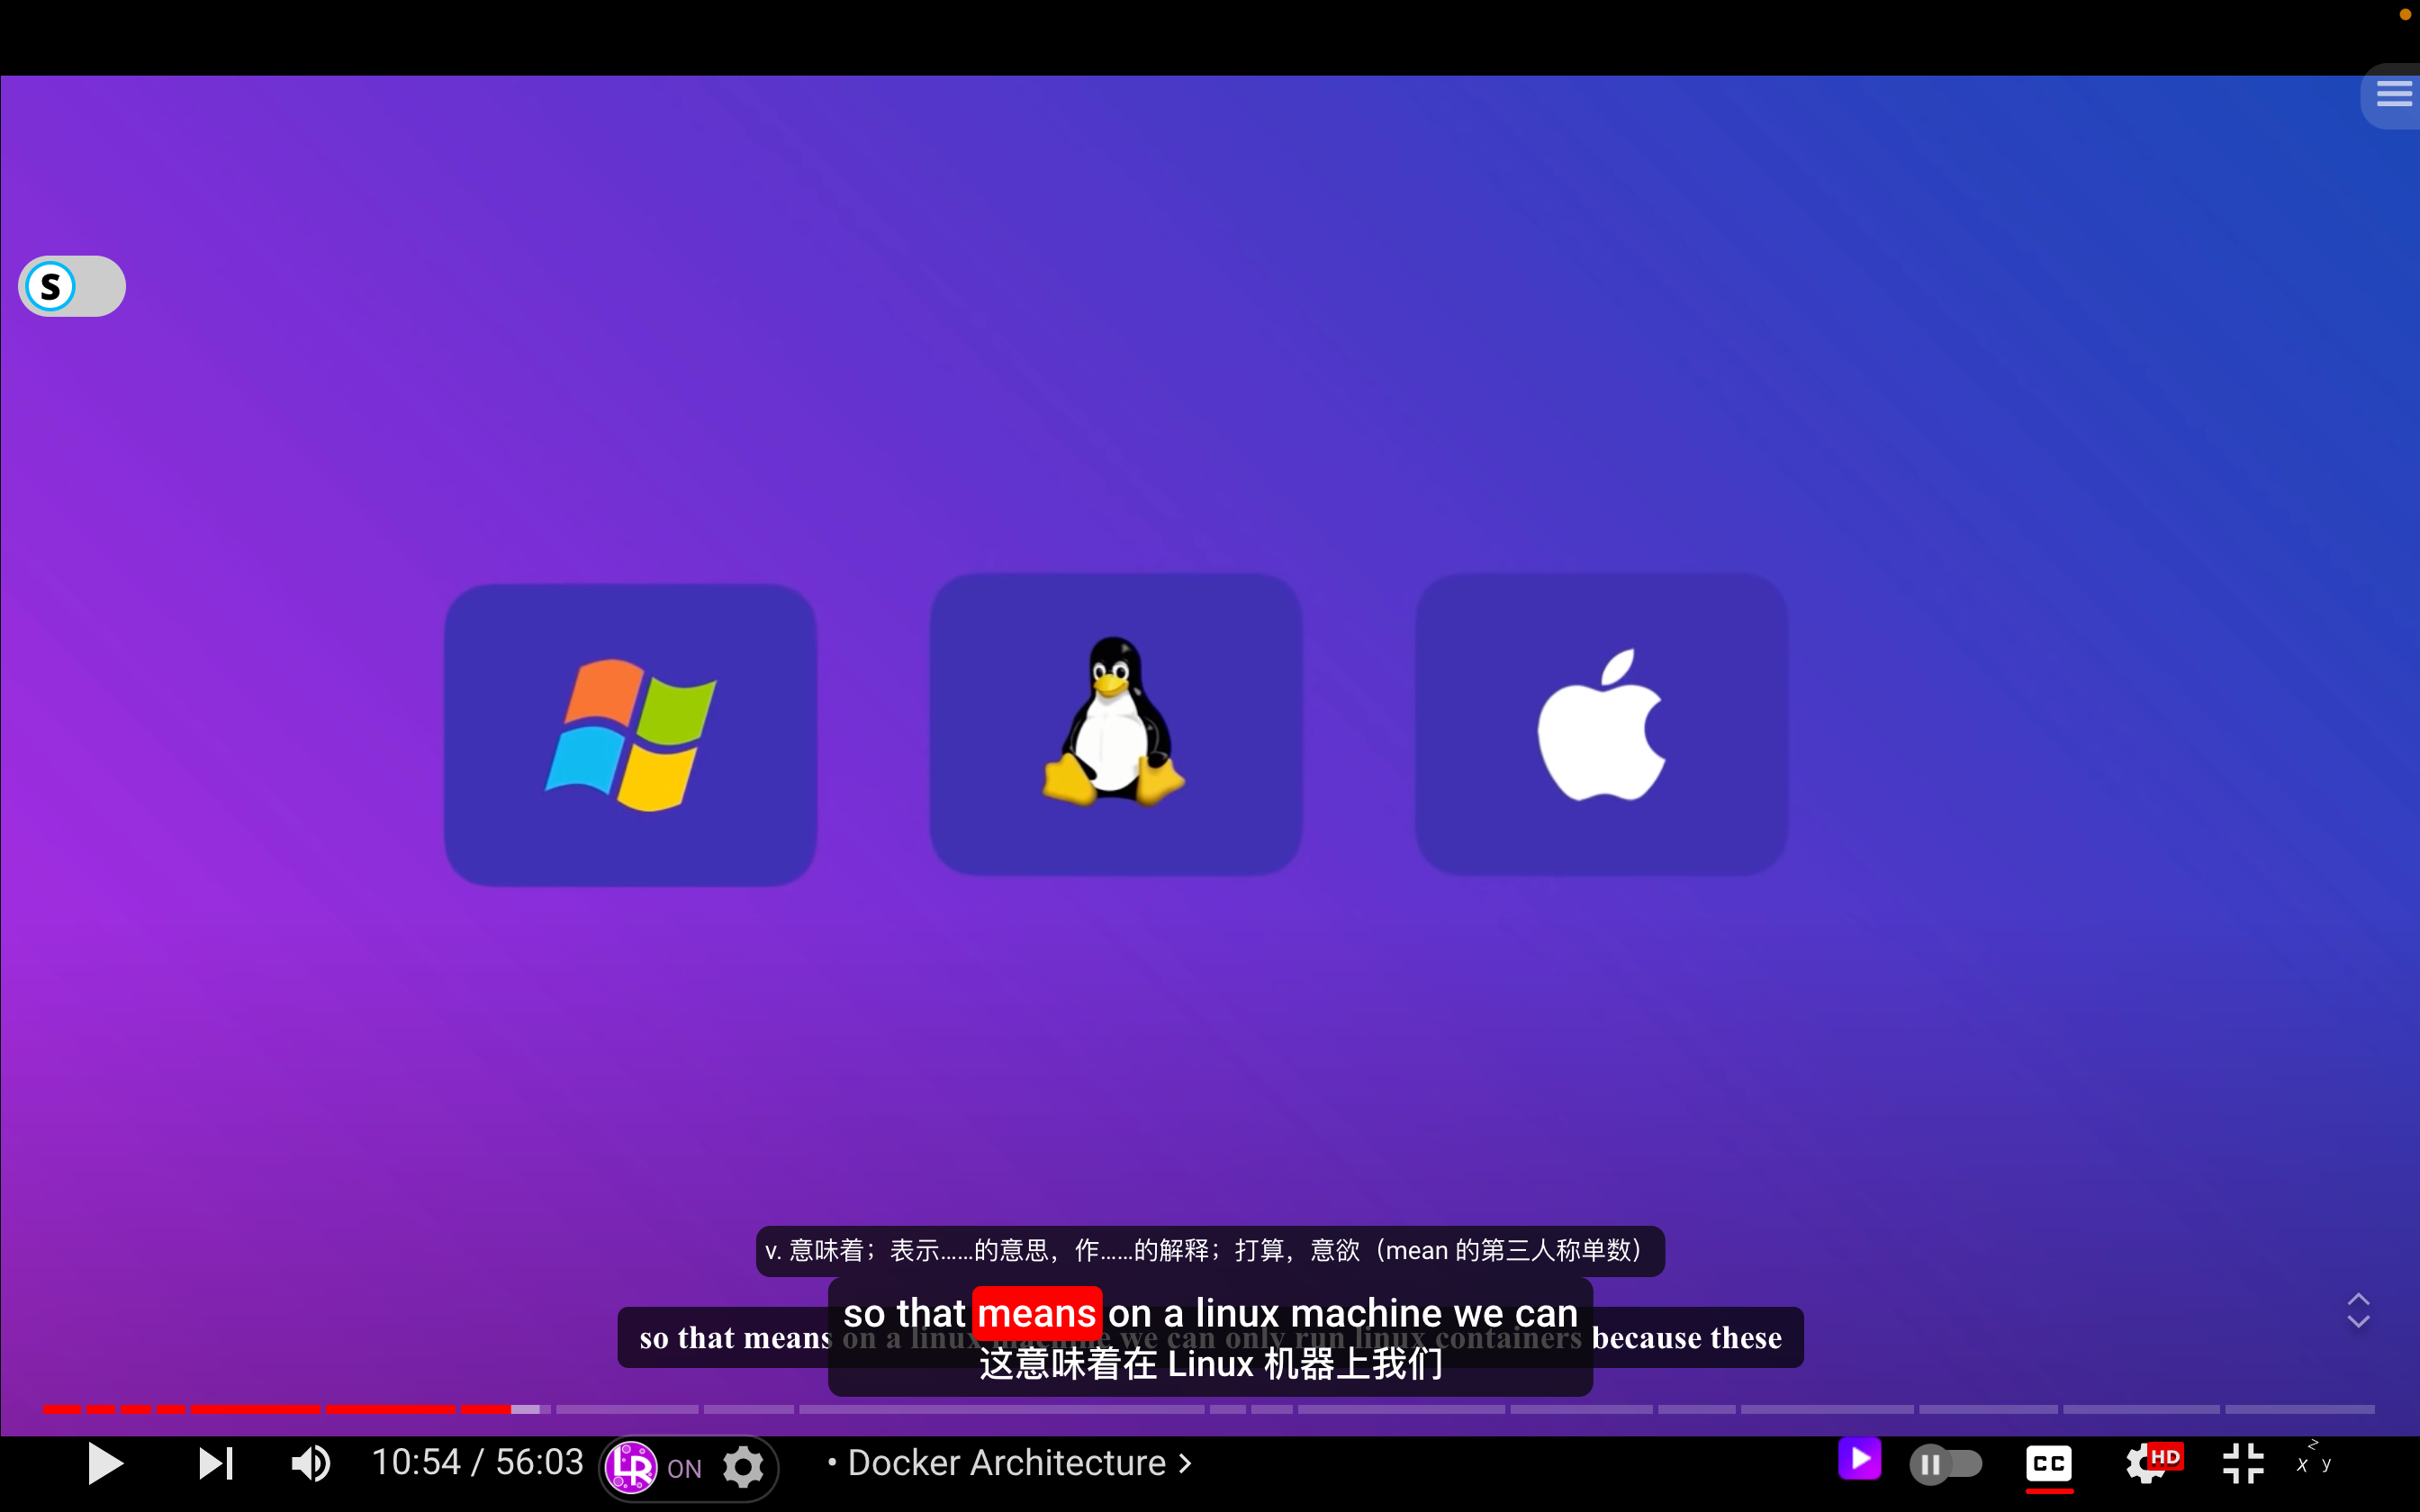 S
v. 意味着；表示……的意思，作……的解释；打算，意欲（mean 的第三人称单数）
so that means on a linux machine we can
so that means on a linux machine we can only run linux containers because these
这意味着在 Linux 机器上我们
10:54 / 56:03 LR ON • Docker Architecture CC HD z x y